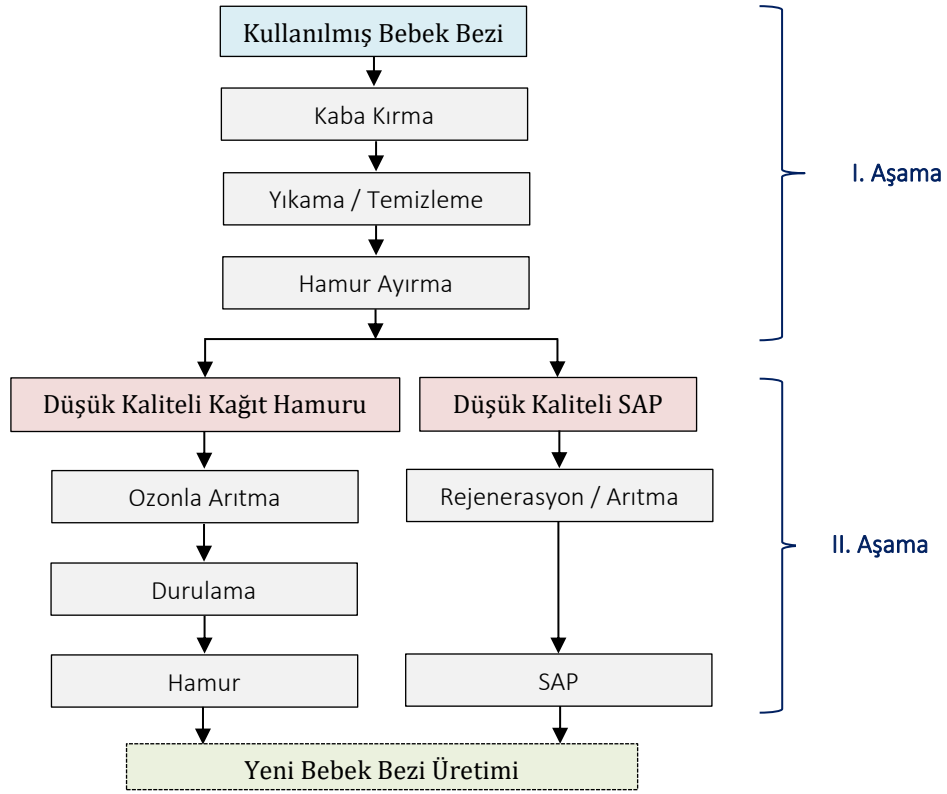 Kullanılmış Bebek Bezi
Kaba Kırma
Yıkama / Temizleme
I. Aşama
Hamur Ayırma
Düşük Kaliteli Kağıt Hamuru
Düşük Kaliteli SAP
Ozonla Arıtma
Rejenerasyon / Arıtma
II. Aşama
Durulama
Hamur
SAP
Yeni Bebek Bezi Üretimi